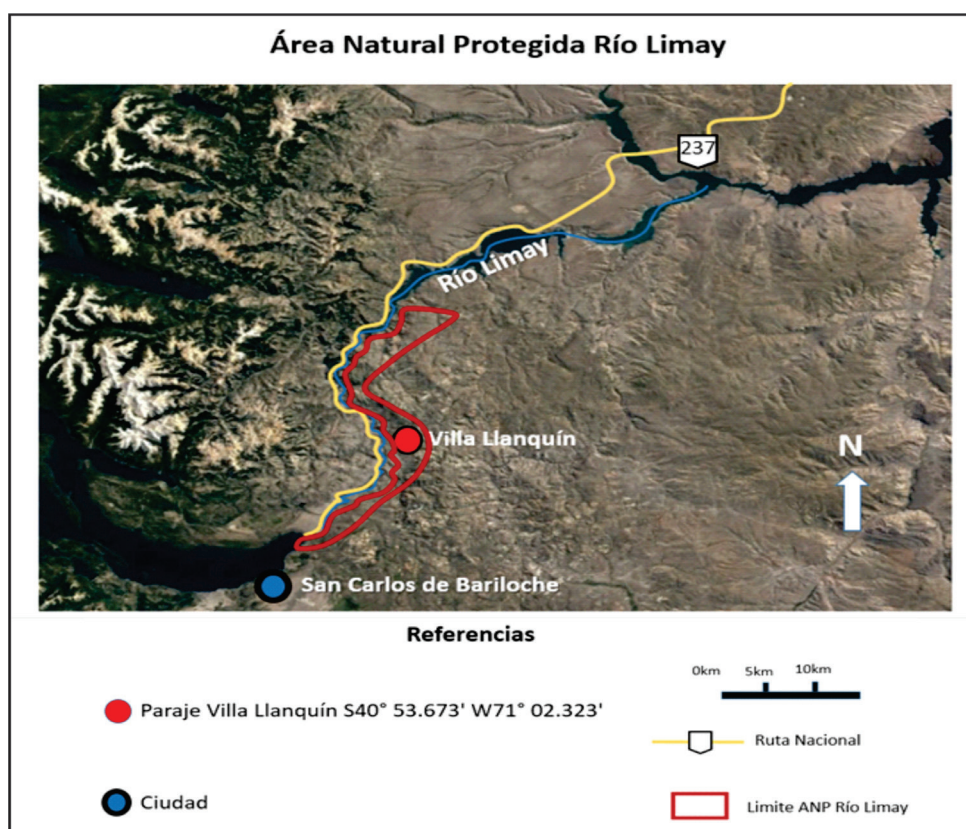 Área Natural Protegida Río Limay
237
Río Limay
Villa Llanquín
N
San Carlos de Bariloche
Referencias
0km 5km 10km
Paraje Villa Llanquín S40° 53.673' W71° 02.323'
Ruta Nacional
Ciudad
Limite ANP Río Limay